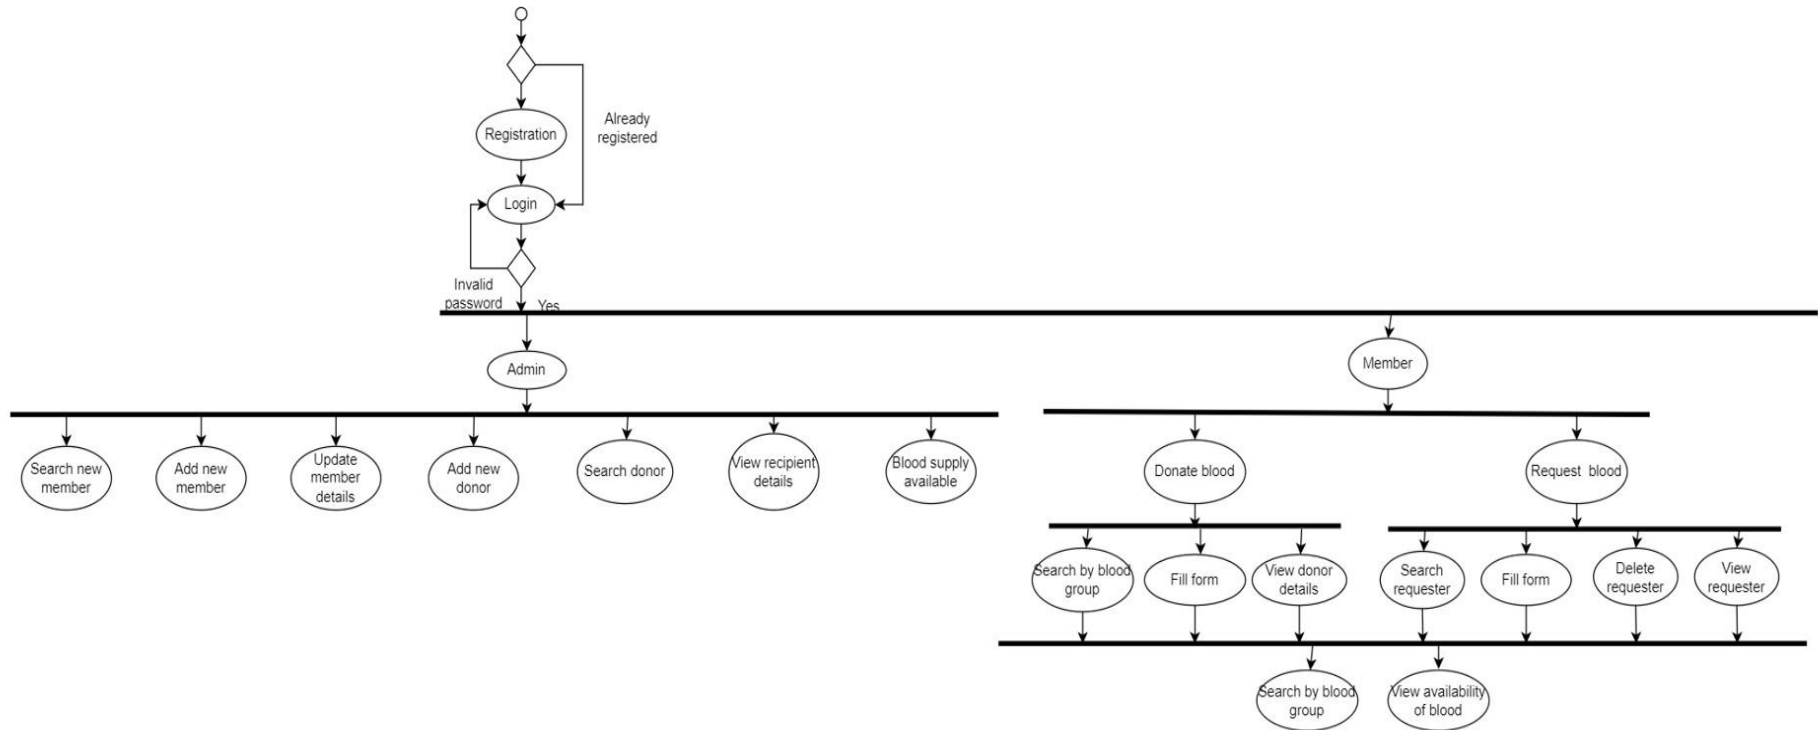 Already
registered
Registration
Login
Invalid
password
Yes
Admin
Member
Search new
member
Add new
member
Update
member
details
Add new
donor
Search donor
View recipient
details
Blood supply
available
Donate blood
Request blood
Search by blood
group
Fill form
View donor
details
Search
requester
Fill form
Delete
requester
View
requester
Search by blood
group
View availability
of blood